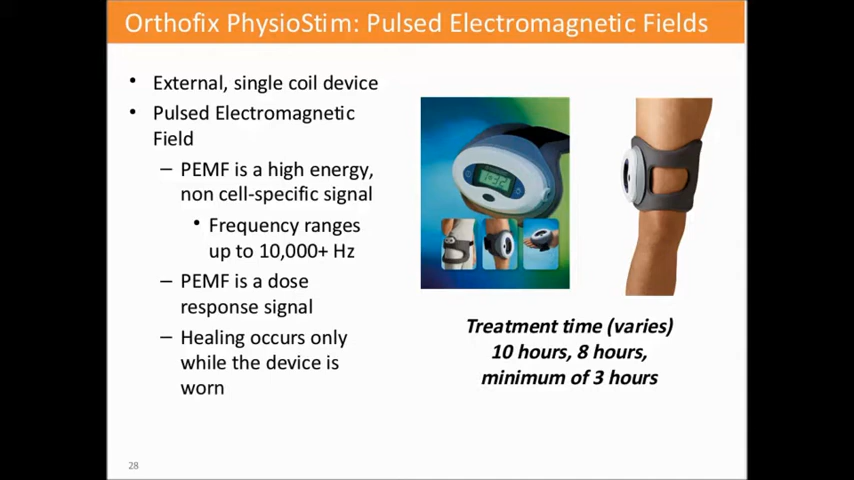 Orthofix PhysioStim: Pulsed Electromagnetic Fields
• External, single coil device
• Pulsed Electromagnetic
Field
– PEMF is a high energy,
non cell-specific signal
• Frequency ranges
up to 10,000+ Hz
– PEMF is a dose
response signal
– Healing occurs only
while the device is
worn
Treatment time (varies)
10 hours, 8 hours,
minimum of 3 hours
28